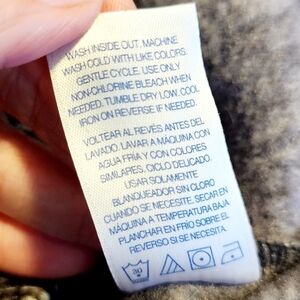 WASH INSIDE OUT. MACHINE
WASH COLD WITH LIKE COLORS.
GENTLE CYCLE. USE ONLY
NON-CHLORINE BLEACH WHEN
NEEDED. TUMBLE DRY LOW. COOL
IRON ON REVERSE IF NEEDED.
VOLTEAR AL REVES ANTES DEL
LAVADO. LAVAR A MÁQUINA CON
AGUA FRIA Y CON COLORES
SIMILARES. CICLO DELICADO.
USAR SOLAMENTE
BLANQUEADOR SIN CLORO
CUANDO SE NECESITE. SECAR EN
MÁQUINA A TEMPERATURA BAJA
PLANCHAR EN FRÍO SOBRE EL
REVERSO SI SE NECESITA.
30